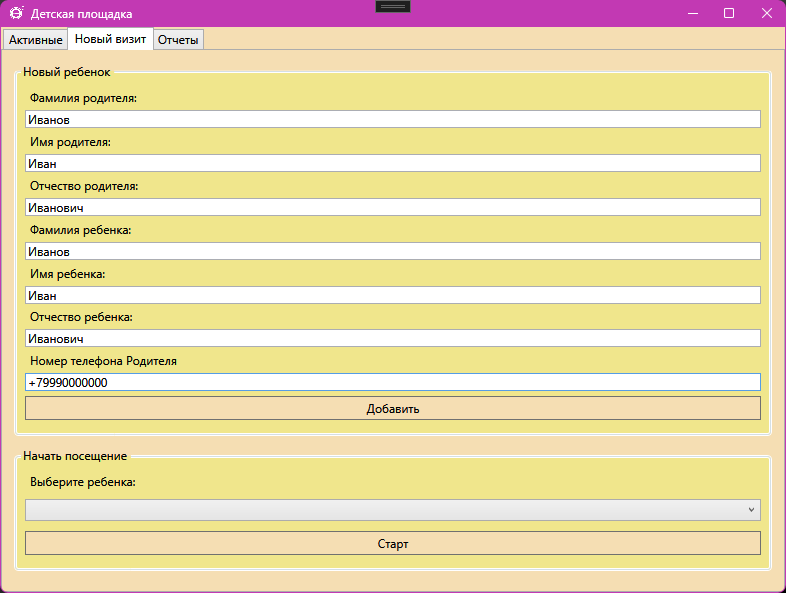 Детская площадка
Активные Новый визит Отчеты
Новый ребенок
Фамилия родителя:
Иванов
Имя родителя:
Иван
Отчество родителя:
Иванович
Фамилия ребенка:
Иванов
Имя ребенка:
Иван
Отчество ребенка:
Иванович
Номер телефона Родителя
+79990000000
Добавить
Начать посещение
Выберите ребенка:
Старт